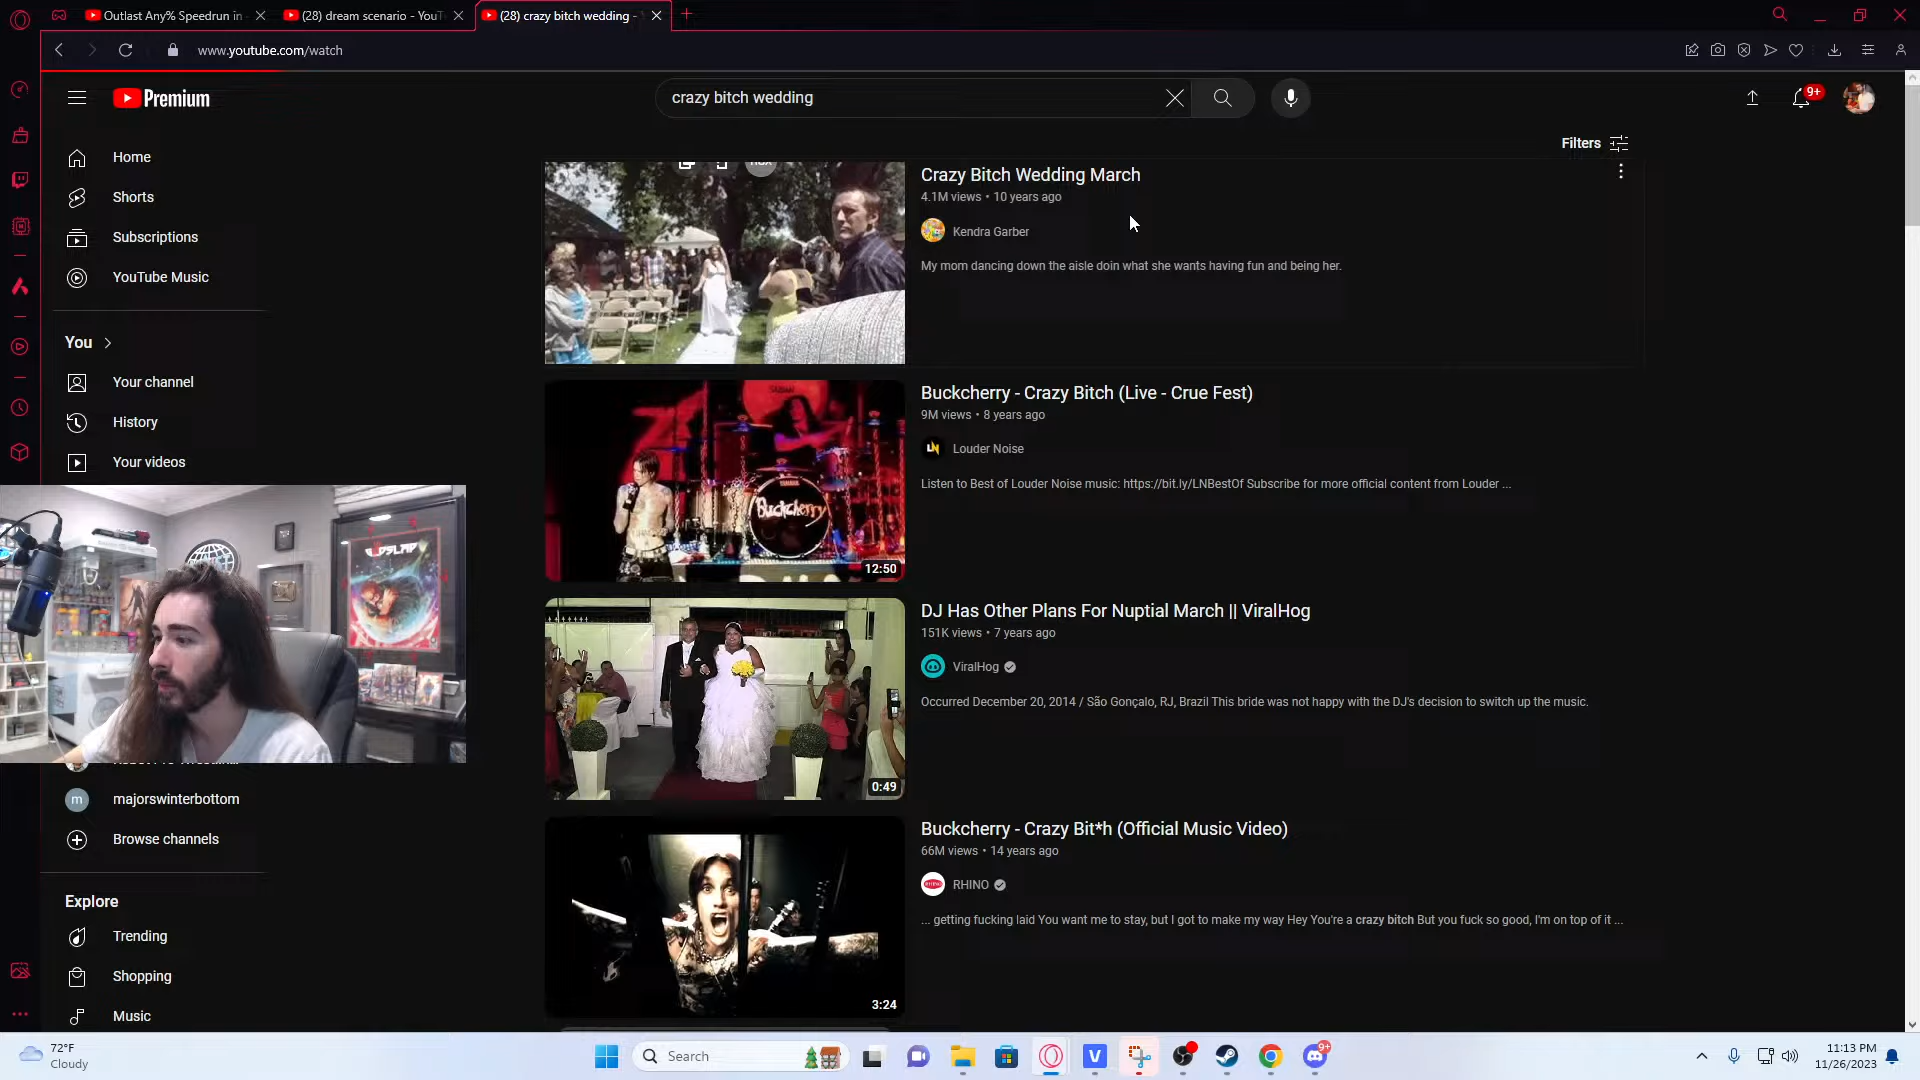 Outlast Any% Speedrun in
(28) dream scenario - YouT
(28) crazy bitch wedding -
www.youtube.com/watch
Premium
crazy bitch wedding
9+
Filters
Home
Shorts
Subscriptions
YouTube Music
You
Your channel
History
Your videos
majorswinterbottom
m
Browse channels
Explore
Trending
Shopping
Music
Crazy Bitch Wedding March
4.1M views • 10 years ago
Kendra Garber
My mom dancing down the aisle doin what she wants having fun and being her.
Buckcherry
12:50
Buckcherry - Crazy Bitch (Live - Crue Fest)
9M views • 8 years ago
Louder Noise
Listen to Best of Louder Noise music: https://bit.ly/LNBestOf Subscribe for more official content from Louder ...
0:49
DJ Has Other Plans For Nuptial March || ViralHog
151K views • 7 years ago
ViralHog
Occurred December 20, 2014 / São Gonçalo, RJ, Brazil This bride was not happy with the DJ's decision to switch up the music.
3:24
Buckcherry - Crazy Bit*h (Official Music Video)
66M views • 14 years ago
RHINO
... getting fucking laid You want me to stay, but I got to make my way Hey You're a crazy bitch But you fuck so good, I'm on top of it ...
72°F
Cloudy
Search
9+
11:13 PM
11/26/2023